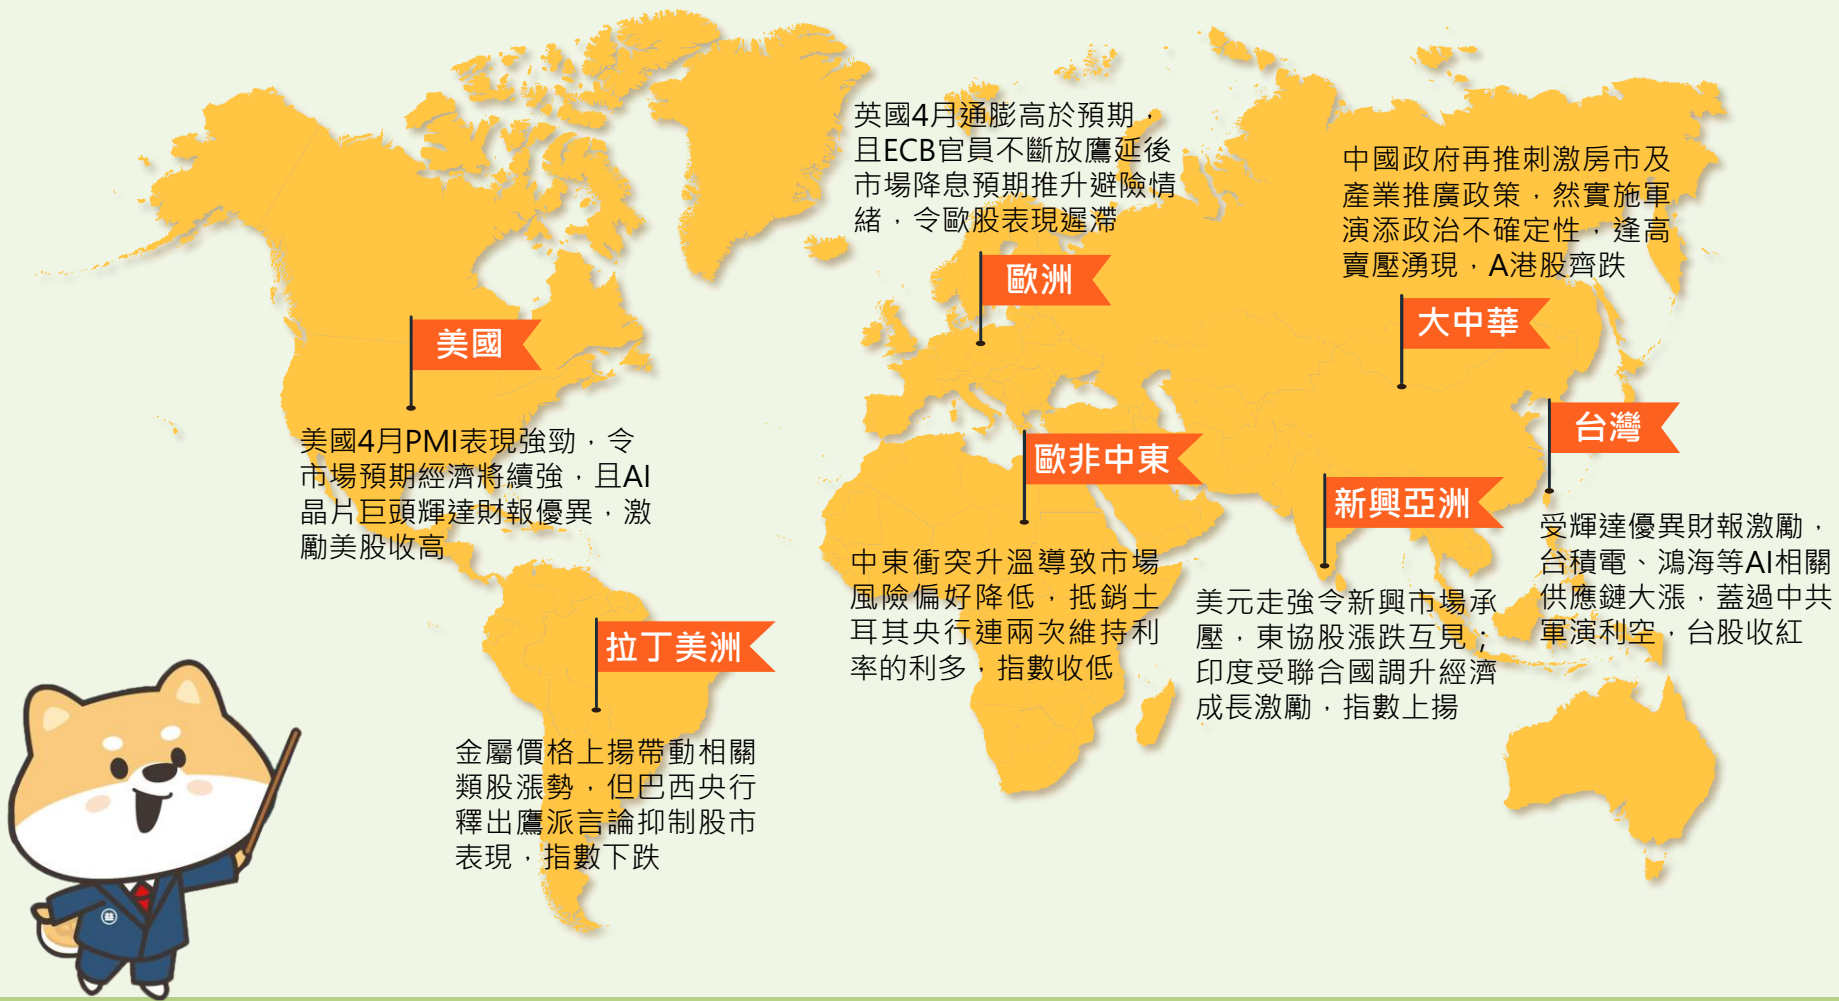 美國
美國4月PMI表現強勁，令
市場預期經濟將續強，且AI
晶片巨頭輝達財報優異，激
勵美股收高
拉丁美洲
金屬價格上揚帶動相關
類股漲勢，但巴西央行
釋出鷹派言論抑制股市
表現，指數下跌
英國4月通膨高於預期，
且ECB官員不斷放鷹延後
市場降息預期推升避險情
緒，令歐股表現遲滯
歐洲
歐非中東
中東衝突升溫導致市場
風險偏好降低，抵銷土
耳其央行連兩次維持利
率的利多，指數收低
中國政府再推刺激房市及
產業推廣政策，然實施軍
演添政治不確定性，逢高
賣壓湧現，A港股齊跌
大中華
新興亞洲
美元走強令新興市場承
壓，東協股漲跌互見；
印度受聯合國調升經濟
成長激勵，指數上揚
台灣
受輝達優異財報激勵，
台積電、鴻海等AI相關
供應鏈大漲，蓋過中共
軍演利空，台股收紅